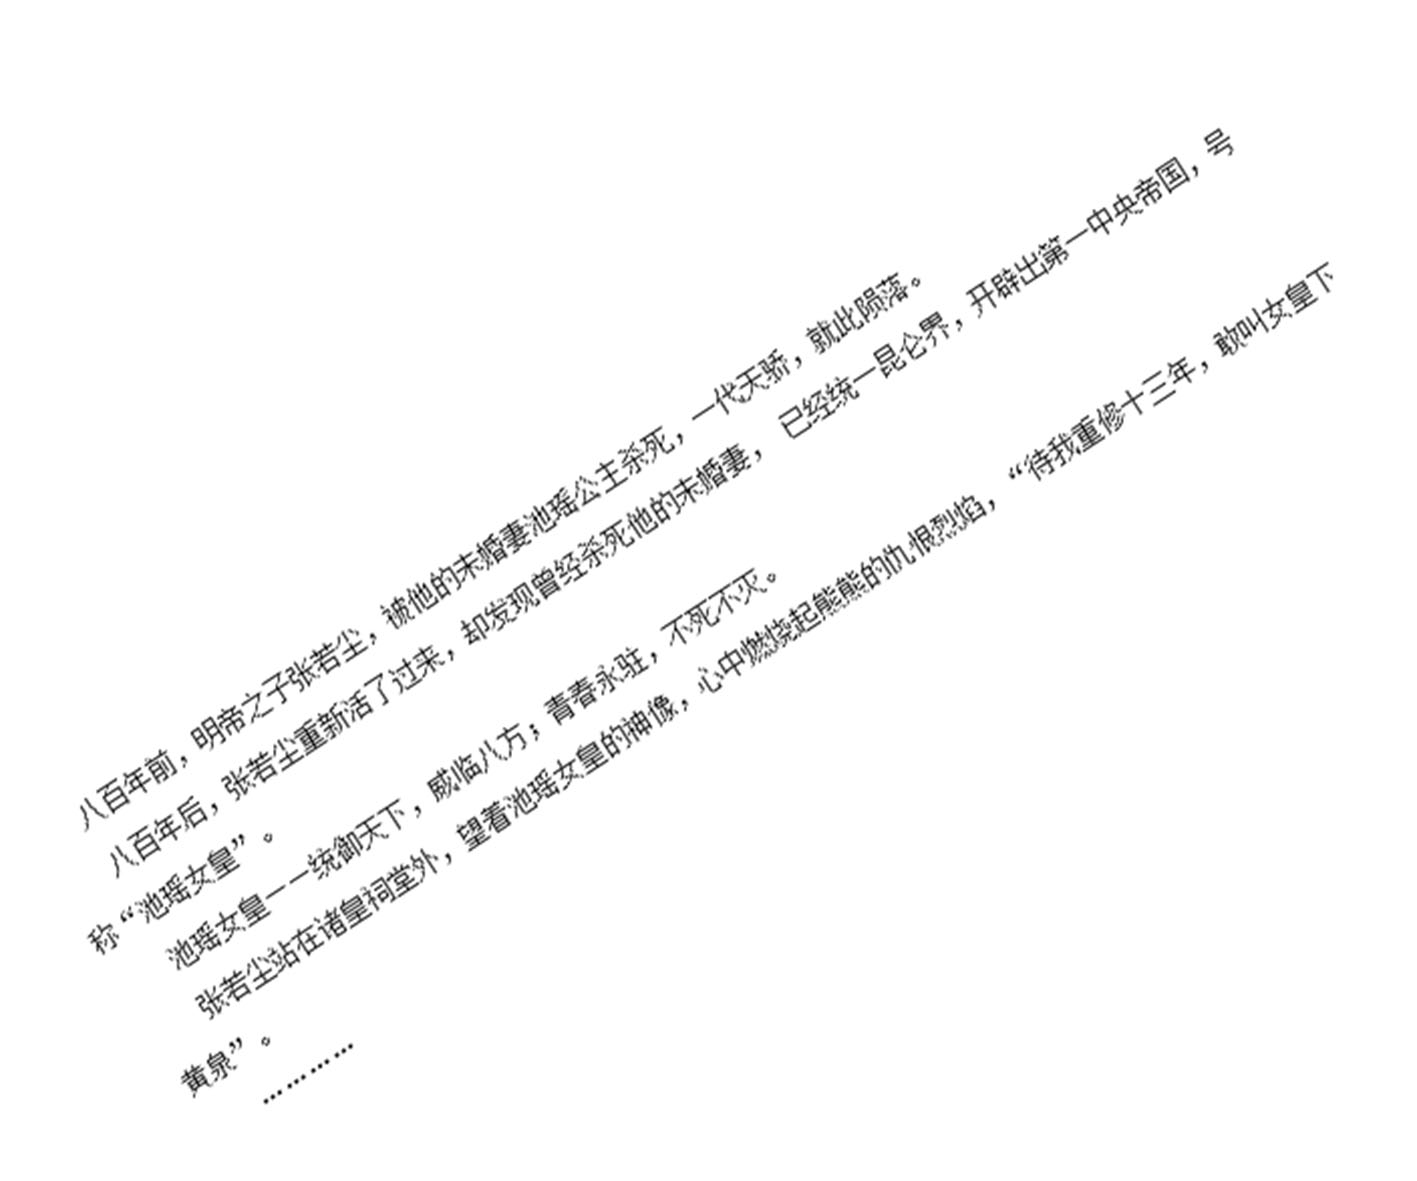 八百年前，明帝之子张若尘，被他的未婚妻池瑶公主杀死，一代天骄，就此陨落。
八百年后，张若尘重新活了过来，却发现曾经杀死他的未婚妻，已经统一昆仑界，开辟出第一中央帝国，号
称“池瑶女皇”。
池瑶女皇——统御天下，威临八方；青春永驻，不死不灭。
张若尘站在诸皇祠堂外，望着池瑶女皇的神像，心中燃烧起熊熊的仇恨烈焰，“待我重修十三年，敢叫女皇下
黄泉”。
…………